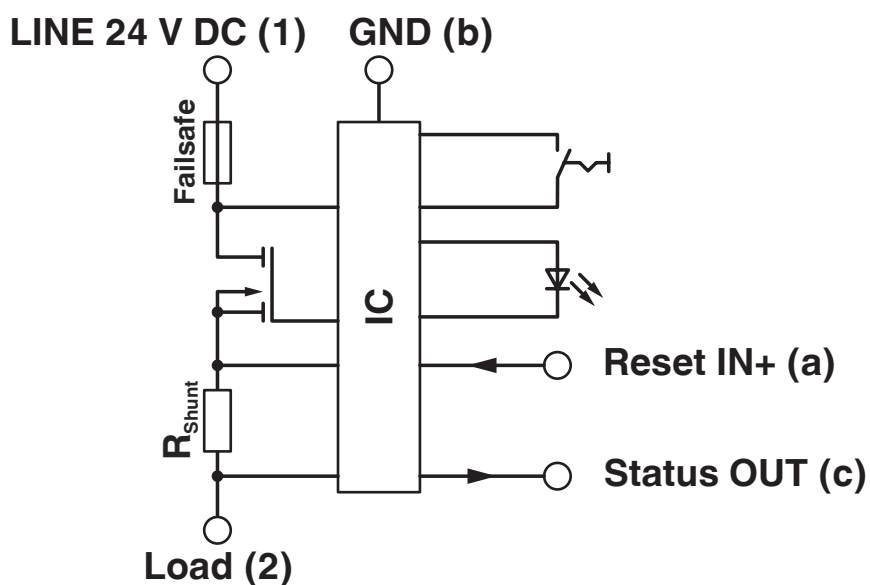 LINE 24 V DC (1)
GND (b)
Failsafe
IC
Reset IN+ (a)
RShunt
Status OUT (c)
Load (2)